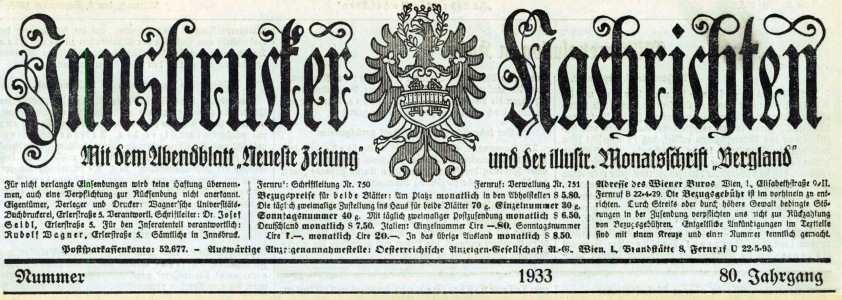 Innsbrucker Nachrichten
Mit dem Abendblatt „Neueste Zeitung“ und der illustr. Monatsschrift „Bergland“
Für nicht verlangte Einsendungen wird keine Haftung übernom-
men, auch eine Verpflichtung zur Rücksendung nicht anerkannt.
Eigentümer, Verleger und Drucker: Wagner'sche Universitäts-
Buchdruckerei, Erlerstraße 5. Verantwortl. Schriftleiter: Dr. Josef
Seidl, Erlerstraße 5. Für den Inseratenteil verantwortlich:
Rudolf Wagner, Erlerstraße 5. Sämtliche in Innsbruck.
Fernruf: Schriftleitung Nr. 750 Fernruf: Verwaltung Nr. 751
Bezugspreise für beide Blätter: Am Platze monatlich in den Abholstellen S 5.80.
Die täglich zweimalige Zustellung ins Haus für beide Blätter 70 g. Einzelnummer 30 g.
Sonntagsnummer 40 g. Mit täglich zweimaliger Postzusendung monatlich S 6.50.
Deutschland monatlich S 7.50. Italien: Einzelnummer Lire —.80, Sonntagsnummer
Lire 1.—, monatlich Lire 20.—. In das übrige Ausland monatlich S 8.50.
Adresse des Wiener Büros Wien, I., Elisabethstraße 9/II.
Fernruf B 22-4-29. Die Bezugsgebühr ist im vorhinein zu ent-
richten. Durch Streiks oder durch höhere Gewalt bedingte Stö-
rungen in der Zusendung verpflichten uns nicht zur Rückzahlung
von Bezugsgebühren. Entgeltliche Ankündigungen im Textteile
sind mit einem Kreuze und einer Nummer kenntlich gemacht.
Postsparkassenkonto: 52.677. - Auswärtige Anzeigenannahmestelle: Oesterreichische Anzeigen-Gesellschaft A.-G., Wien, I., Brandstätte 8, Fernruf U 22-5-95.
Nummer 1933 80. Jahrgang